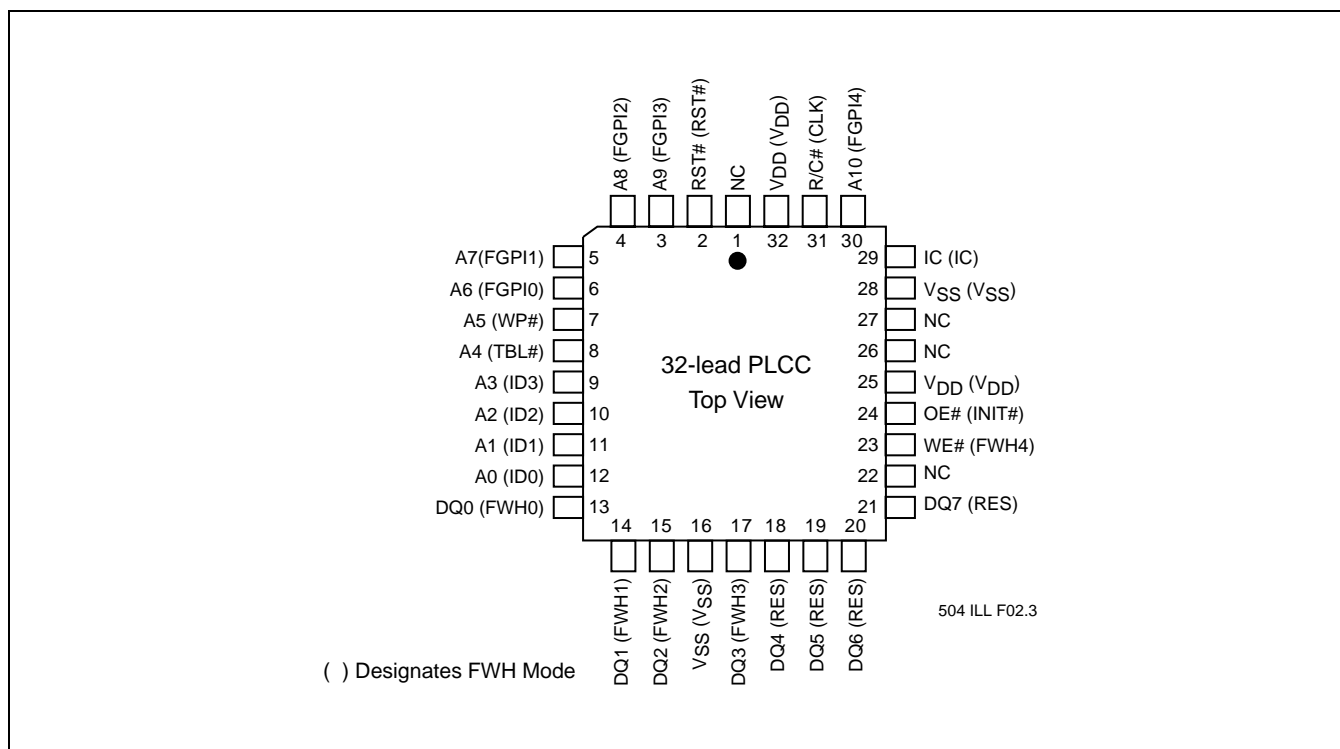 A8 (FGPI2)
A9 (FGPI3)
RST# (RST#)
NC
VDD (VDD)
R/C# (CLK)
A10 (FGPI4)
4
3
2
1
32
31
30
A7(FGPI1)
5
A6 (FGPI0)
6
A5 (WP#)
7
A4 (TBL#)
8
A3 (ID3)
9
A2 (ID2)
10
A1 (ID1)
11
A0 (ID0)
12
DQ0 (FWH0)
13
32-lead PLCC
Top View
29
IC (IC)
28
VSS (VSS)
27
NC
26
NC
25
VDD (VDD)
24
OE# (INIT#)
23
WE# (FWH4)
22
NC
21
DQ7 (RES)
14
15
16
17
18
19
20
DQ1 (FWH1)
DQ2 (FWH2)
VSS (VSS)
DQ3 (FWH3)
DQ4 (RES)
DQ5 (RES)
DQ6 (RES)
504 ILL F02.3
( ) Designates FWH Mode